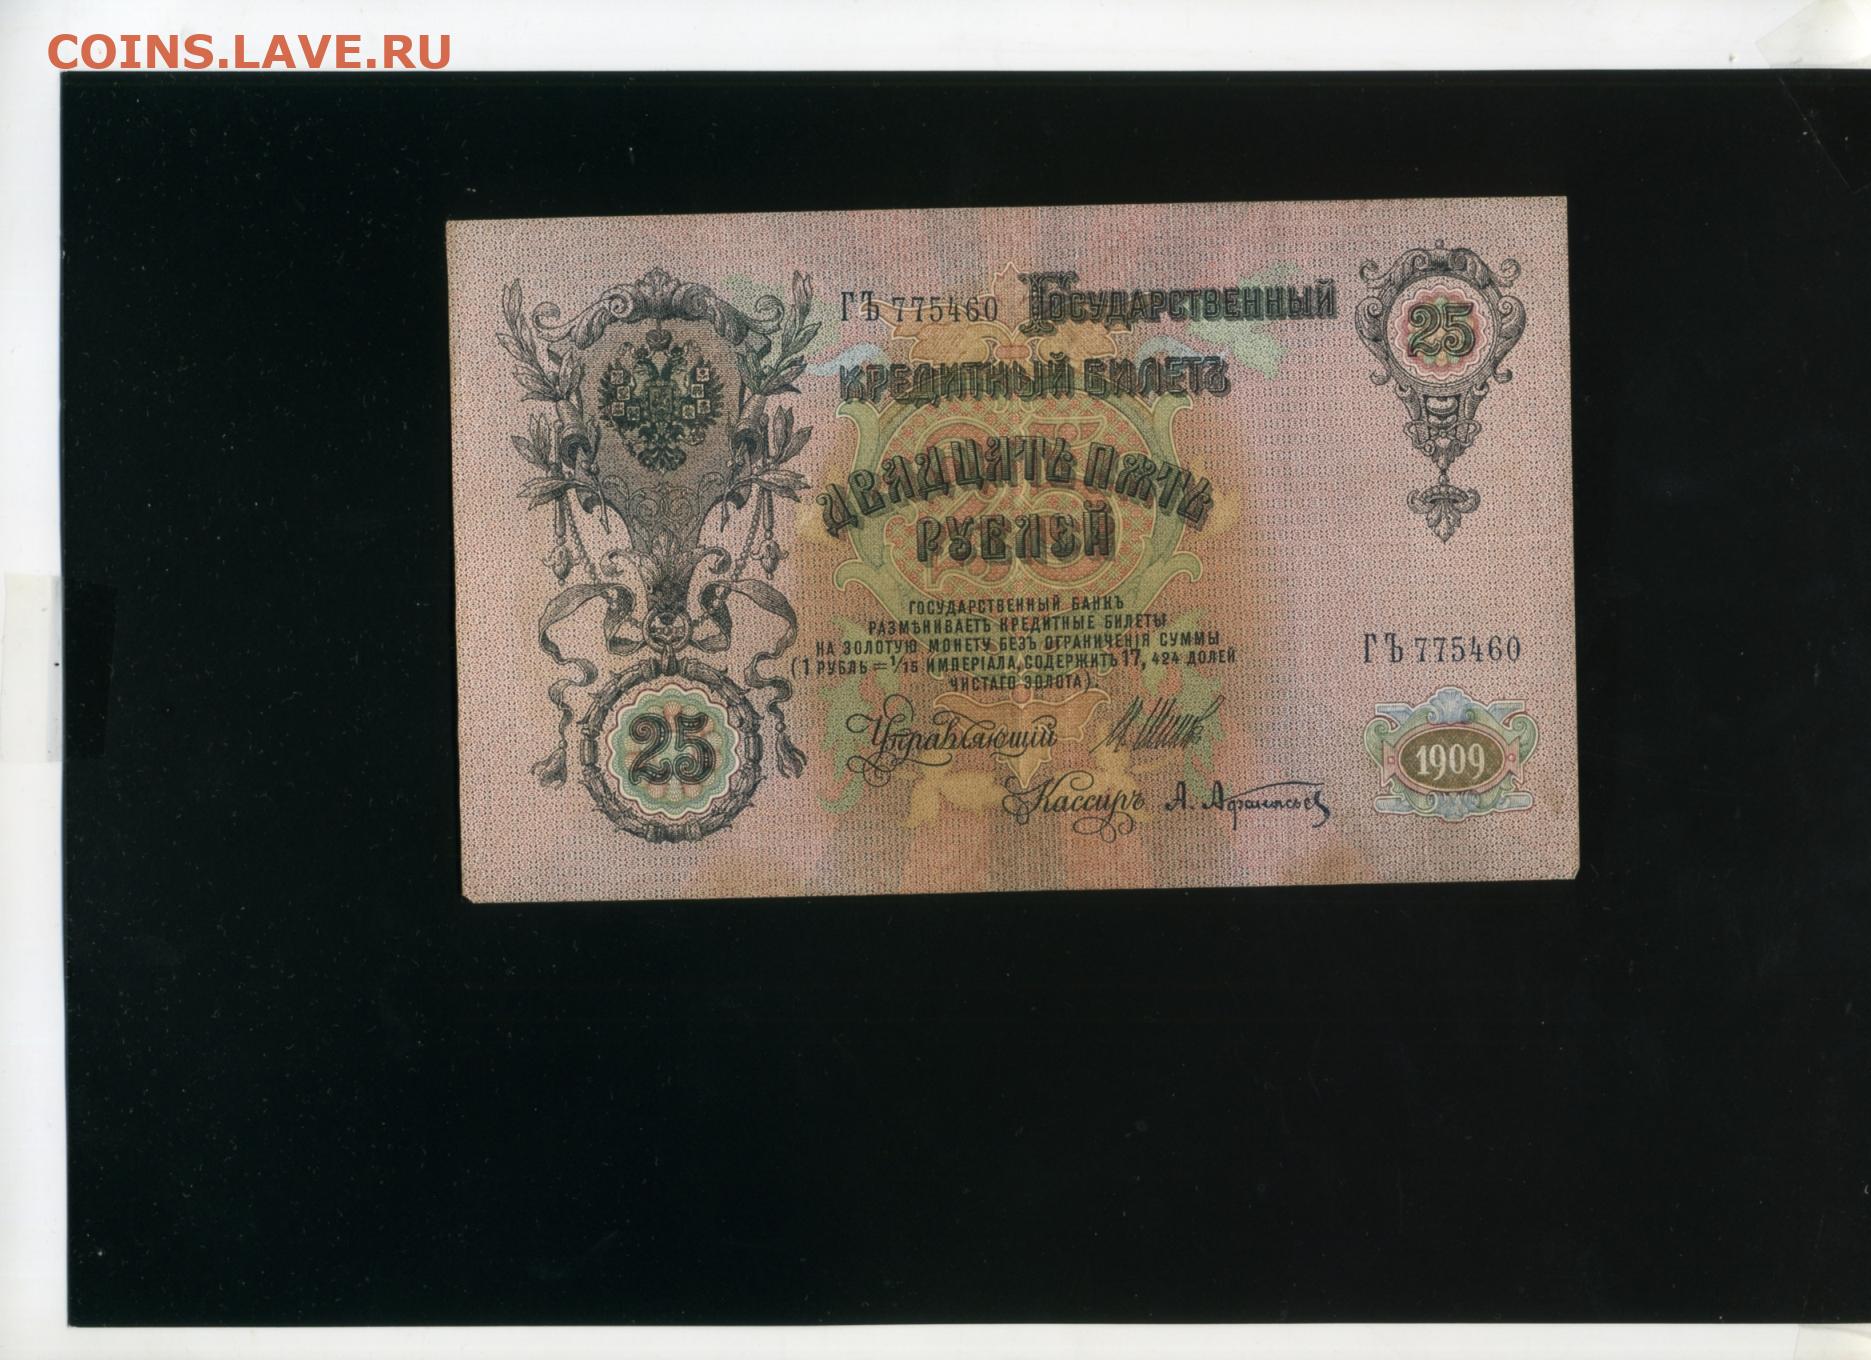 COINS.LAVE.RU
ГЪ 775460 ГОСУДАРСТВЕННЫЙ
25
КРЕДИТНЫЙ БИЛЕТЪ
ДВАДЦАТЬ ПЯТЬ
РУБЛЕЙ
ГОСУДАРСТВЕННЫЙ БАНКЪ
РАЗМѢНИВАЕТЪ КРЕДИТНЫЕ БИЛЕТЫ
НА ЗОЛОТУЮ МОНЕТУ БЕЗЪ ОГРАНИЧЕНІЯ СУММЫ
(1 РУБЛЬ = 1/15 ИМПЕРІАЛА, СОДЕРЖИТЪ 17, 424 ДОЛЕЙ
ЧИСТАГО ЗОЛОТА).
ГЪ 775460
25
Управляющій
1909
Кассиръ А. Афанасьев